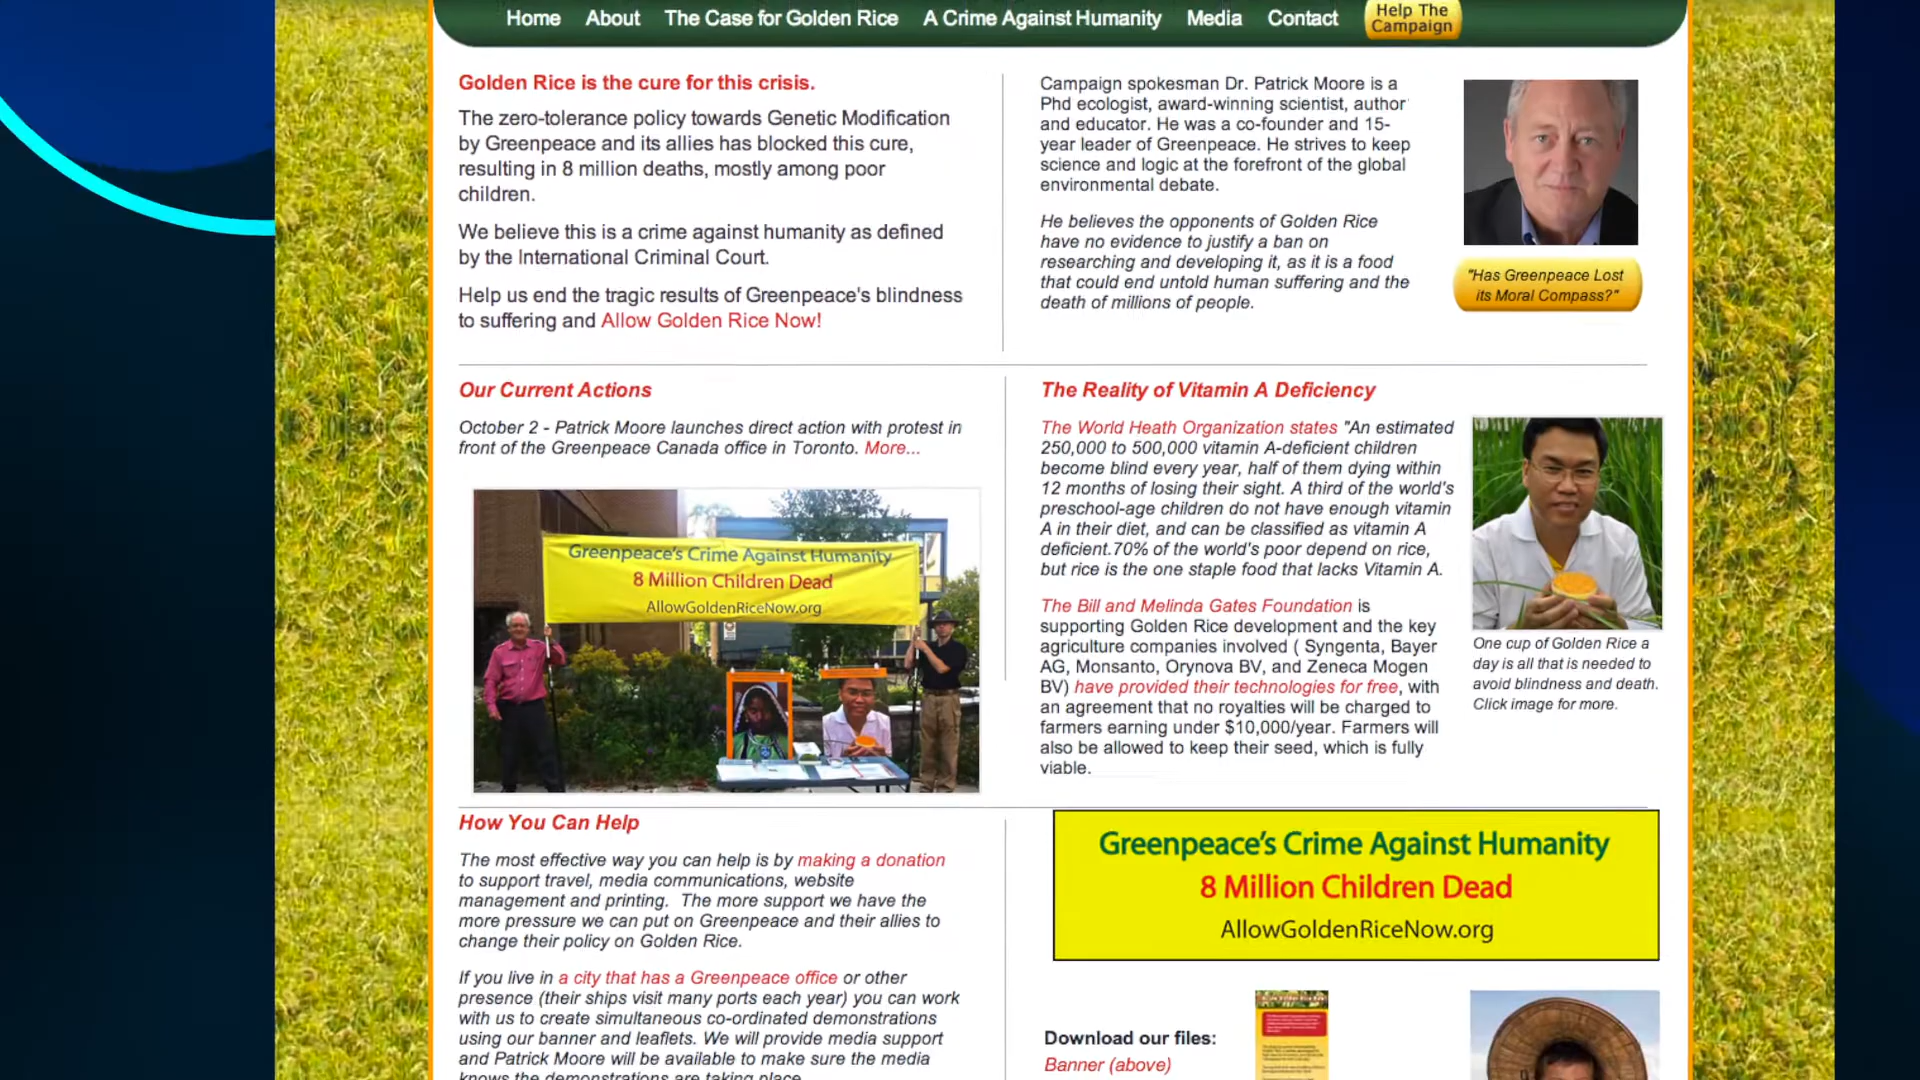 Home About The Case for Golden Rice A Crime Against Humanity Media Contact Help The
Campaign
Golden Rice is the cure for this crisis.
The zero-tolerance policy towards Genetic Modification
by Greenpeace and its allies has blocked this cure,
resulting in 8 million deaths, mostly among poor
children.
We believe this is a crime against humanity as defined
by the International Criminal Court.
Help us end the tragic results of Greenpeace's blindness
to suffering and Allow Golden Rice Now!
Campaign spokesman Dr. Patrick Moore is a
Phd ecologist, award-winning scientist, author
and educator. He was a co-founder and 15-
year leader of Greenpeace. He strives to keep
science and logic at the forefront of the global
environmental debate.
He believes the opponents of Golden Rice
have no evidence to justify a ban on
researching and developing it, as it is a food
that could end untold human suffering and the
death of millions of people.
"Has Greenpeace Lost
its Moral Compass?"
Our Current Actions
October 2 - Patrick Moore launches direct action with protest in
front of the Greenpeace Canada office in Toronto. More...
Greenpeace's Crime Against Humanity
8 Million Children Dead
AllowGoldenRiceNow.org
The Reality of Vitamin A Deficiency
The World Heath Organization states "An estimated
250,000 to 500,000 vitamin A-deficient children
become blind every year, half of them dying within
12 months of losing their sight. A third of the world's
preschool-age children do not have enough vitamin
A in their diet, and can be classified as vitamin A
deficient.70% of the world's poor depend on rice,
but rice is the one staple food that lacks Vitamin A.
The Bill and Melinda Gates Foundation is
supporting Golden Rice development and the key
agriculture companies involved ( Syngenta, Bayer
AG, Monsanto, Orynova BV, and Zeneca Mogen
BV) have provided their technologies for free, with
an agreement that no royalties will be charged to
farmers earning under $10,000/year. Farmers will
also be allowed to keep their seed, which is fully
viable.
One cup of Golden Rice a
day is all that is needed to
avoid blindness and death.
Click image for more.
How You Can Help
The most effective way you can help is by making a donation
to support travel, media communications, website
management and printing. The more support we have the
more pressure we can put on Greenpeace and their allies to
change their policy on Golden Rice.
If you live in a city that has a Greenpeace office or other
presence (their ships visit many ports each year) you can work
with us to create simultaneous co-ordinated demonstrations
using our banner and leaflets. We will provide media support
and Patrick Moore will be available to make sure the media
knows the demonstrations are taking place.
Greenpeace's Crime Against Humanity
8 Million Children Dead
AllowGoldenRiceNow.org
Download our files:
Banner (above)